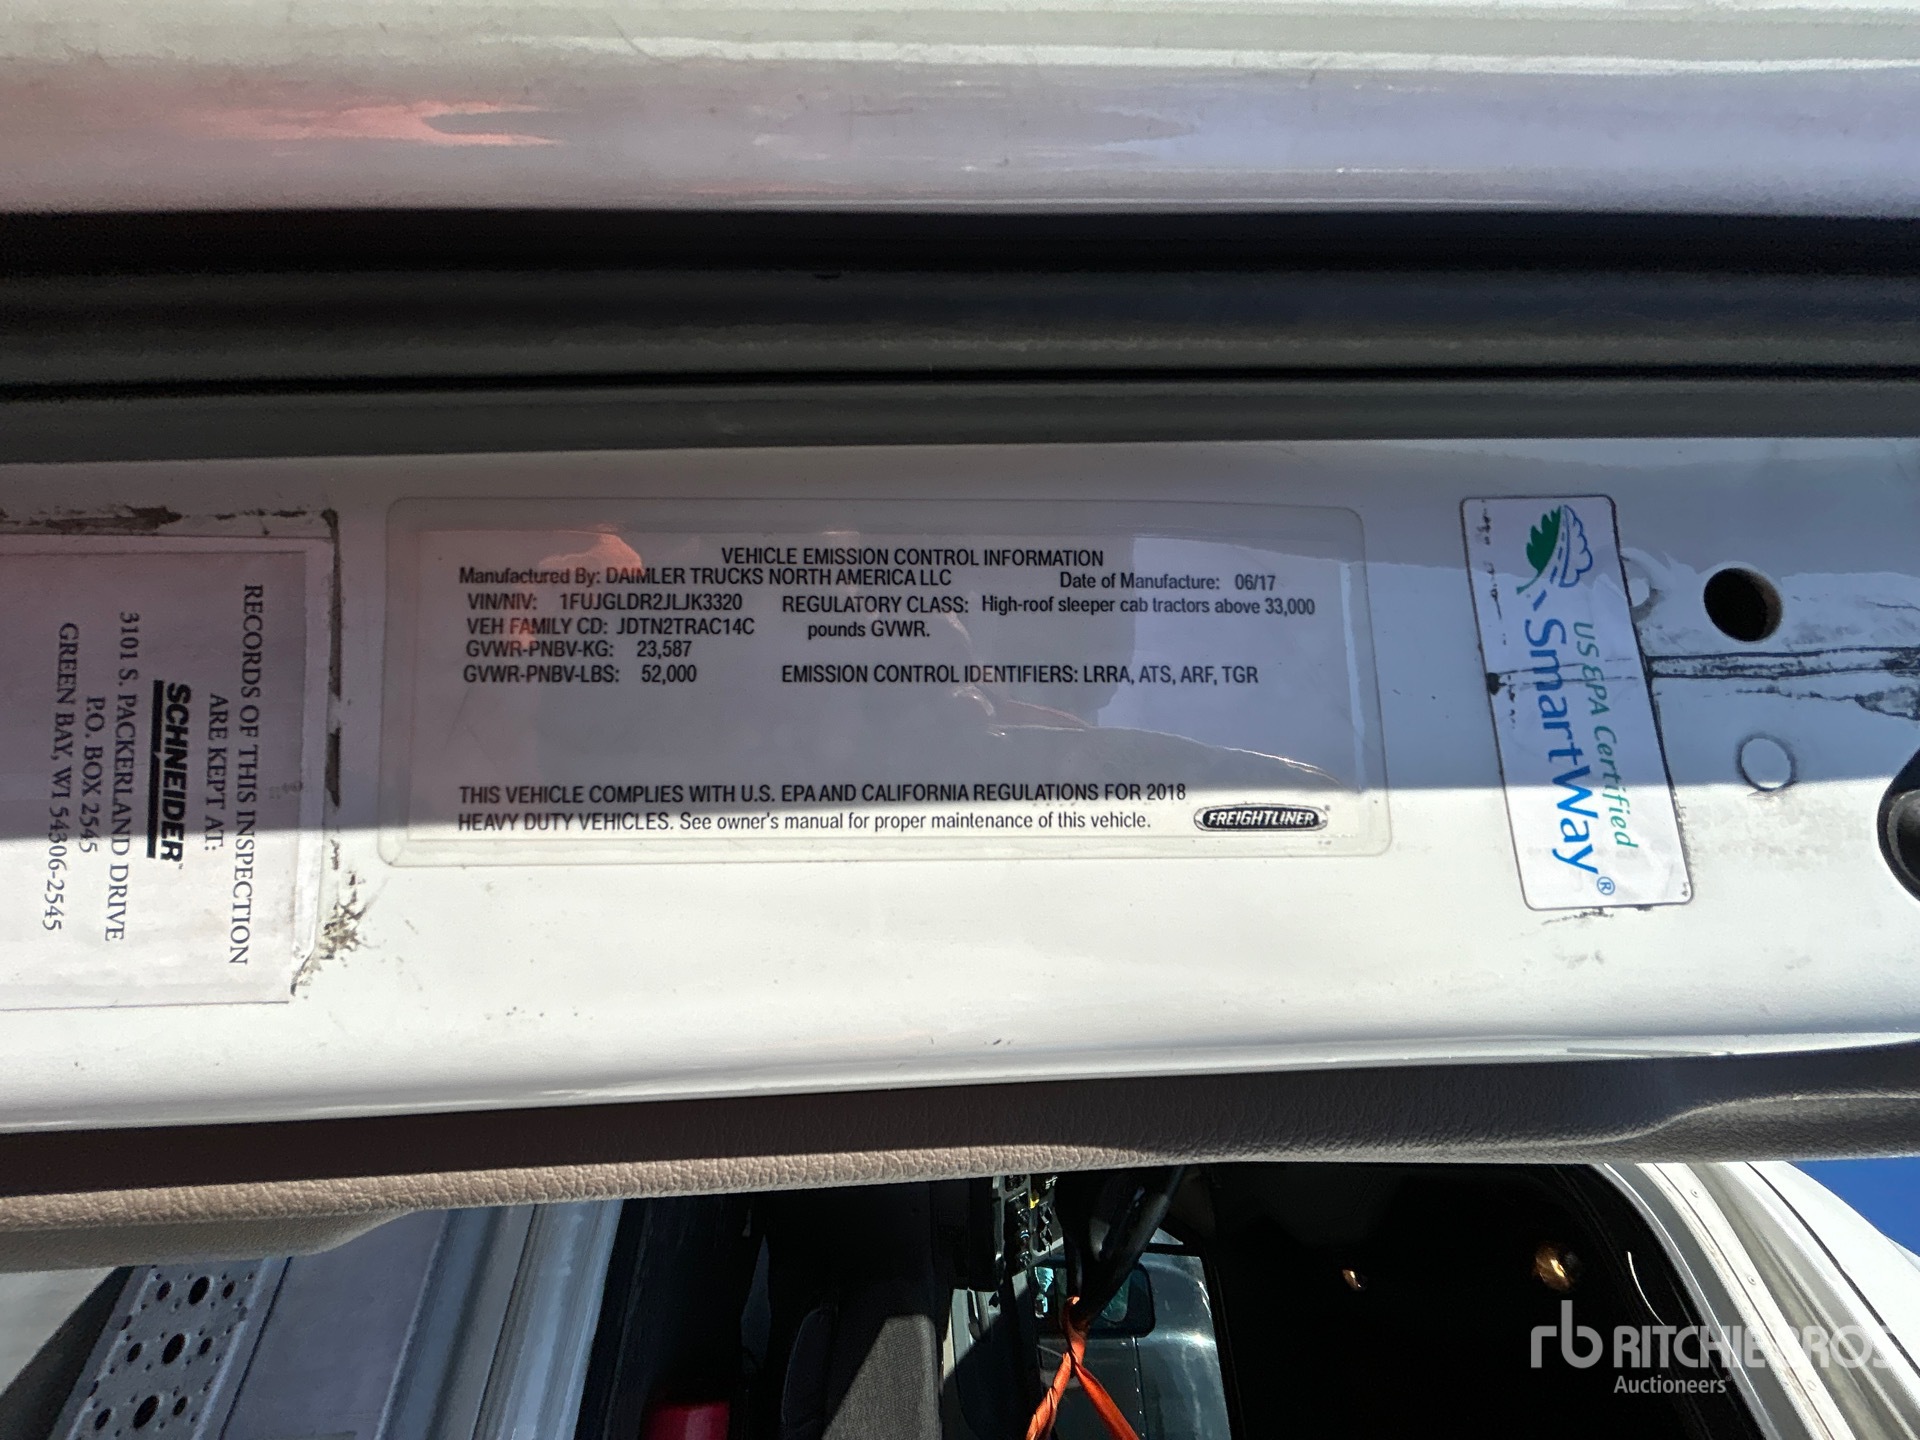 RECORDS OF THIS INSPECTION
ARE KEPT AT:
SCHNEIDER
3101 S. PACKERLAND DRIVE
P.O. BOX 2545
GREEN BAY, WI 54306-2545
VEHICLE EMISSION CONTROL INFORMATION
Manufactured By: DAIMLER TRUCKS NORTH AMERICA LLC Date of Manufacture: 06/17
VIN/NIV: 1FUJGLDR2JLJK3320 REGULATORY CLASS: High-roof sleeper cab tractors above 33,000
VEH FAMILY CD: JDTN2TRAC14C pounds GVWR.
GVWR-PNBV-KG: 23,587
GVWR-PNBV-LBS: 52,000 EMISSION CONTROL IDENTIFIERS: LRRA, ATS, ARF, TGR
THIS VEHICLE COMPLIES WITH U.S. EPA AND CALIFORNIA REGULATIONS FOR 2018
HEAVY DUTY VEHICLES. See owner's manual for proper maintenance of this vehicle.
FREIGHTLINER
US EPA Certified
SmartWay®
rb RITCHIE BROS
Auctioneers